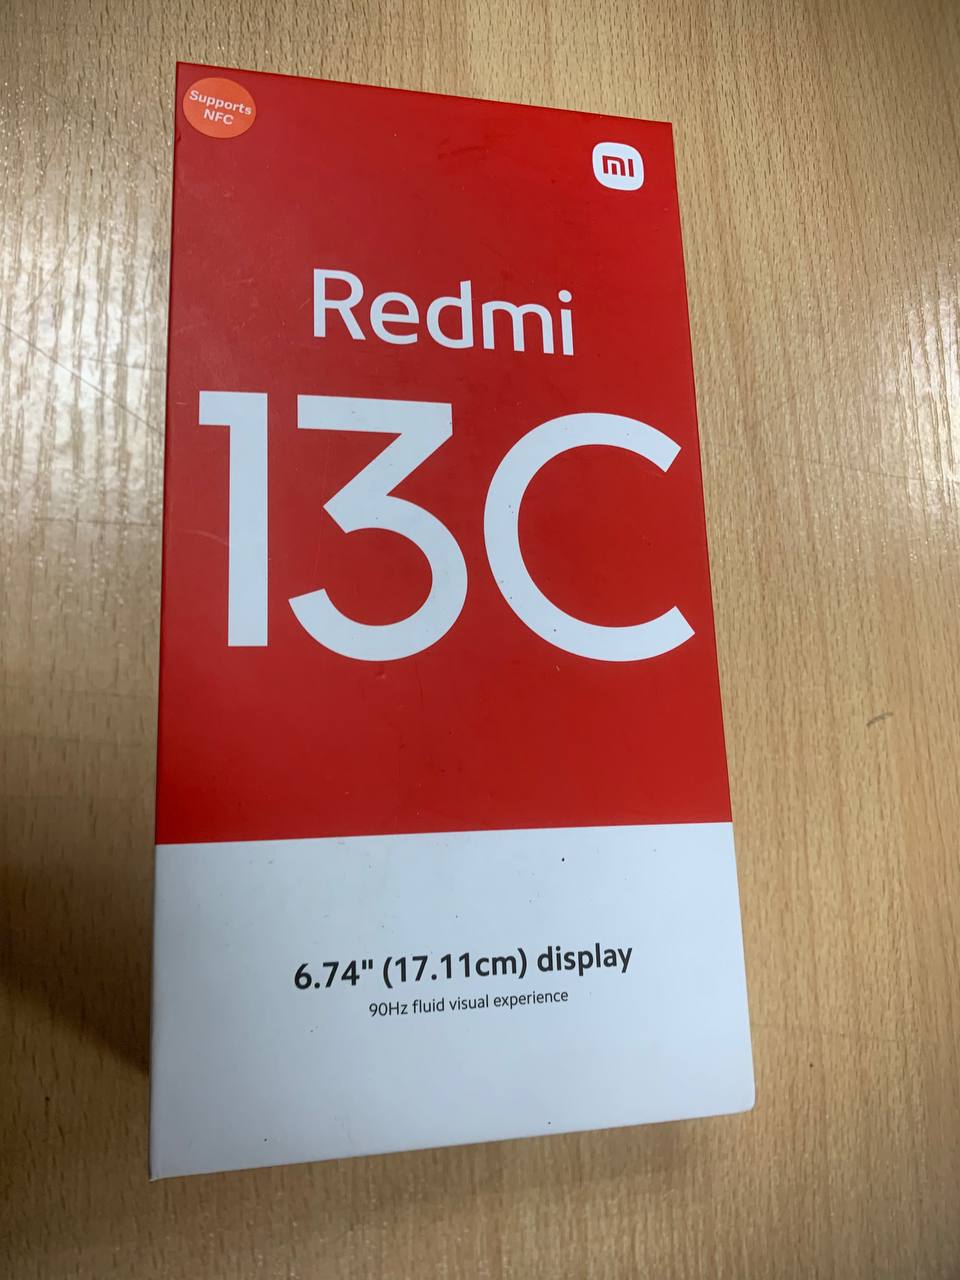 Supports
NFC
mi
Redmi
13C
6.74" (17.11cm) display
90Hz fluid visual experience